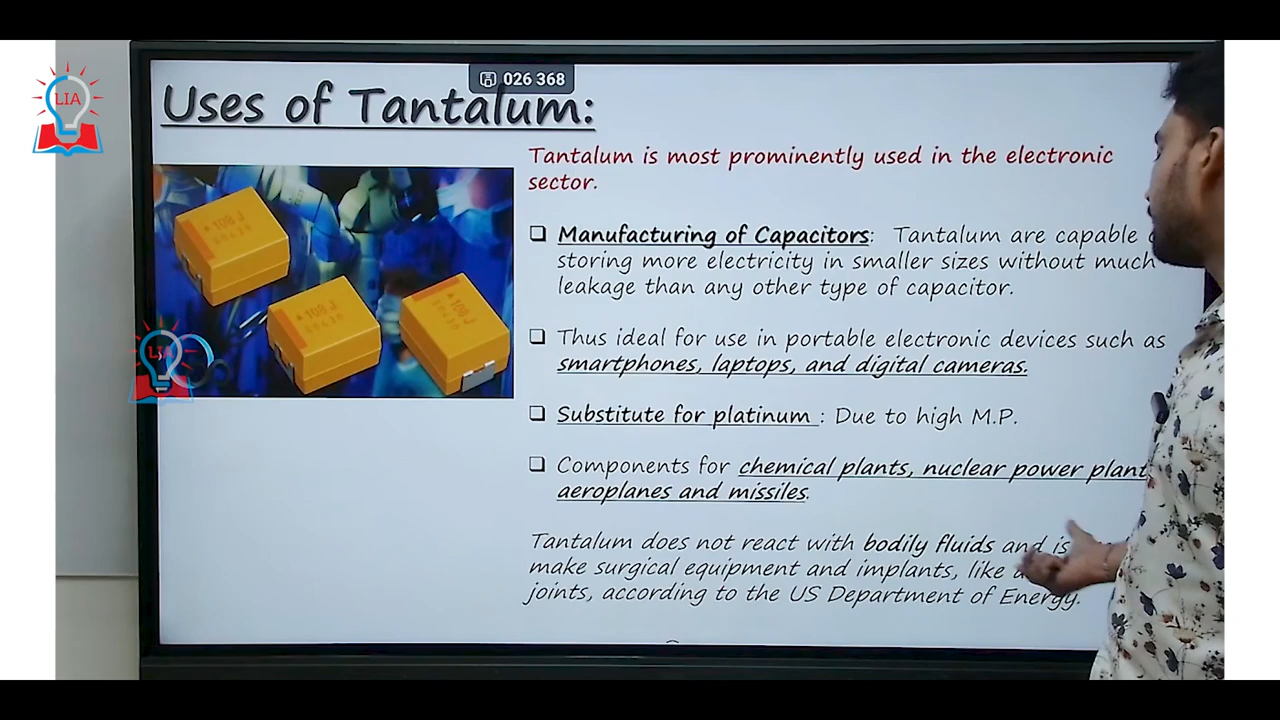 LIA
026 368
Uses of Tantalum:
Tantalum is most prominently used in the electronic
sector.
Manufacturing of Capacitors: Tantalum are capable
storing more electricity in smaller sizes without much
leakage than any other type of capacitor.
Thus ideal for use in portable electronic devices such as
smartphones, laptops, and digital cameras.
Substitute for platinum : Due to high M.P.
Components for chemical plants, nuclear power plant
aeroplanes and missiles.
Tantalum does not react with bodily fluids and is
make surgical equipment and implants, like
joints, according to the US Department of Energy.
108 J
108 J
108 J
LIA